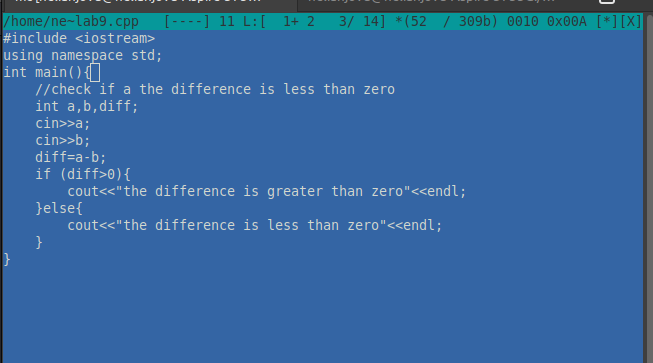 /home/ne~lab9.cpp   [----] 11 L:[  1+ 2   3/ 14] *(52  / 309b) 0010 0x00A [*][X]
#include <iostream>
using namespace std;
int main(){
    //check if a the difference is less than zero
    int a,b,diff;
    cin>>a;
    cin>>b;
    diff=a-b;
    if (diff>0){
        cout<<"the difference is greater than zero"<<endl;
    }else{
        cout<<"the difference is less than zero"<<endl;
    }
}